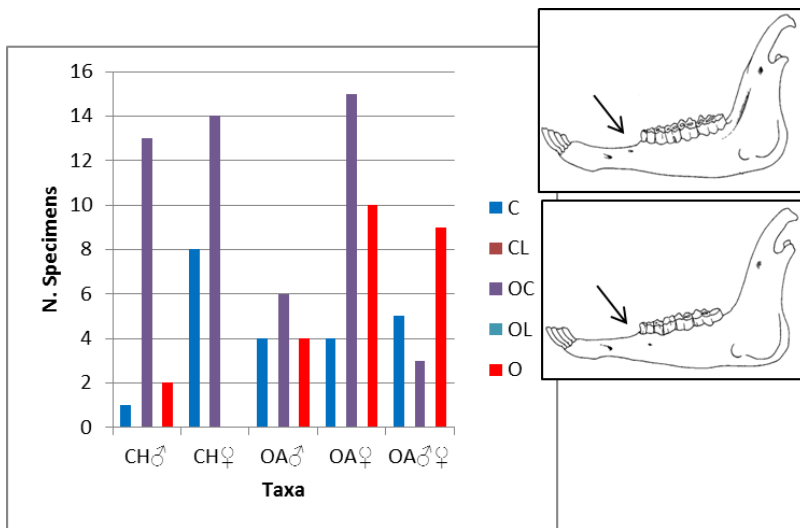 16
14
12
10
8
6
4
2
0
N. Specimens
CH♂ CH♀ OA♂ OA♀ OA♂♀
Taxa
C
CL
OC
OL
O